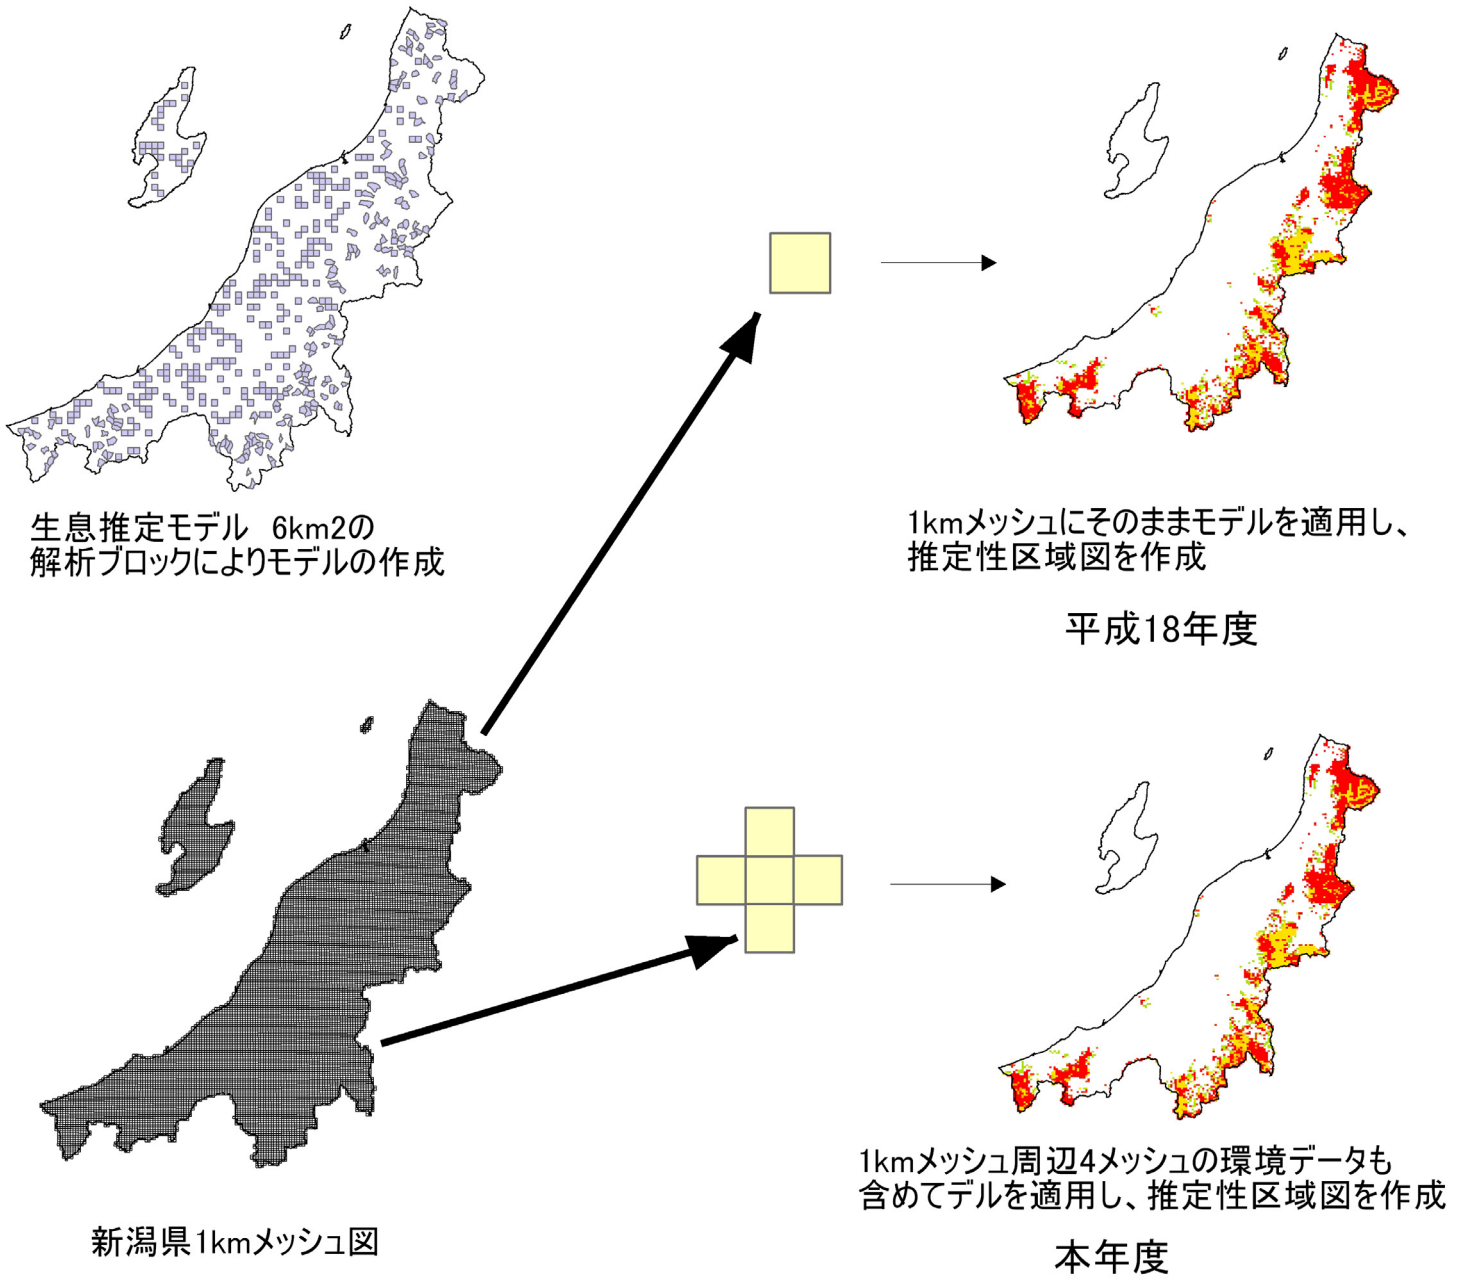 生息推定モデル　6km2の
解析ブロックによりモデルの作成
1kmメッシュにそのままモデルを適用し、
推定性区域図を作成
平成18年度
新潟県1kmメッシュ図
1kmメッシュ周辺4メッシュの環境データも
含めてデルを適用し、推定性区域図を作成
本年度